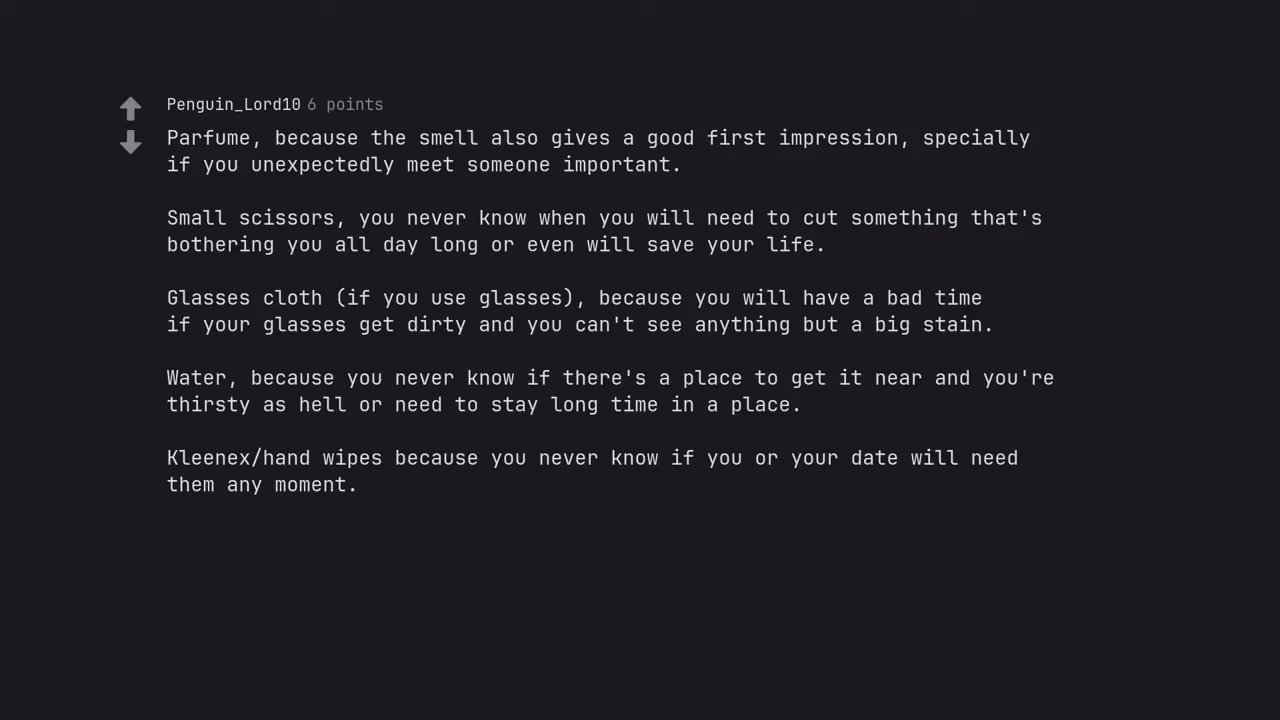 Penguin_Lord10 6 points
Parfume, because the smell also gives a good first impression, specially
if you unexpectedly meet someone important.
Small scissors, you never know when you will need to cut something that's
bothering you all day long or even will save your life.
Glasses cloth (if you use glasses), because you will have a bad time
if your glasses get dirty and you can't see anything but a big stain.
Water, because you never know if there's a place to get it near and you're
thirsty as hell or need to stay long time in a place.
Kleenex/hand wipes because you never know if you or your date will need
them any moment.